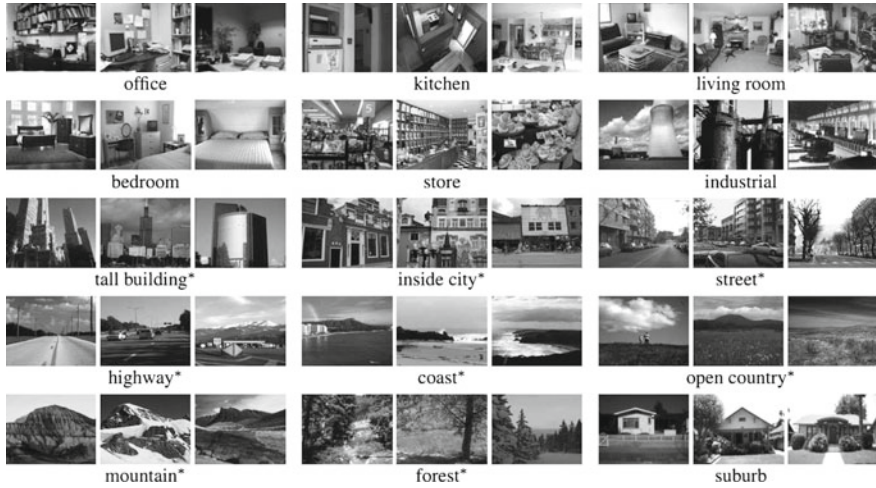 office kitchen living room
bedroom store industrial
tall building* inside city* street*
highway* coast* open country*
mountain* forest* suburb